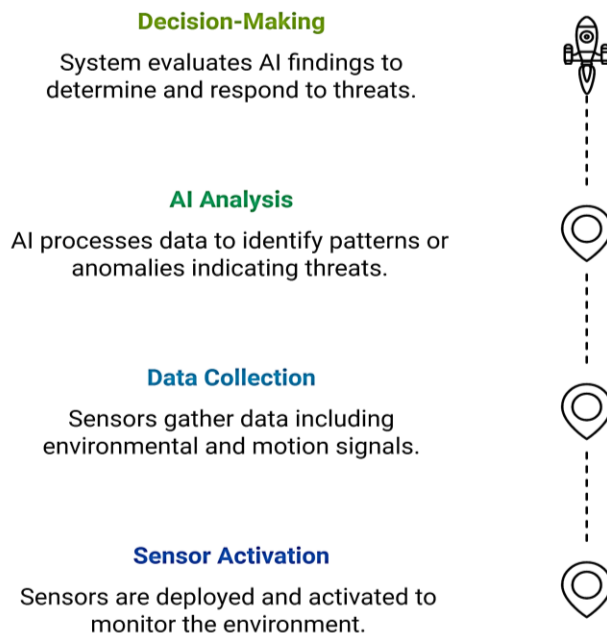 Decision-Making
System evaluates AI findings to
determine and respond to threats.
AI Analysis
AI processes data to identify patterns or
anomalies indicating threats.
Data Collection
Sensors gather data including
environmental and motion signals.
Sensor Activation
Sensors are deployed and activated to
monitor the environment.